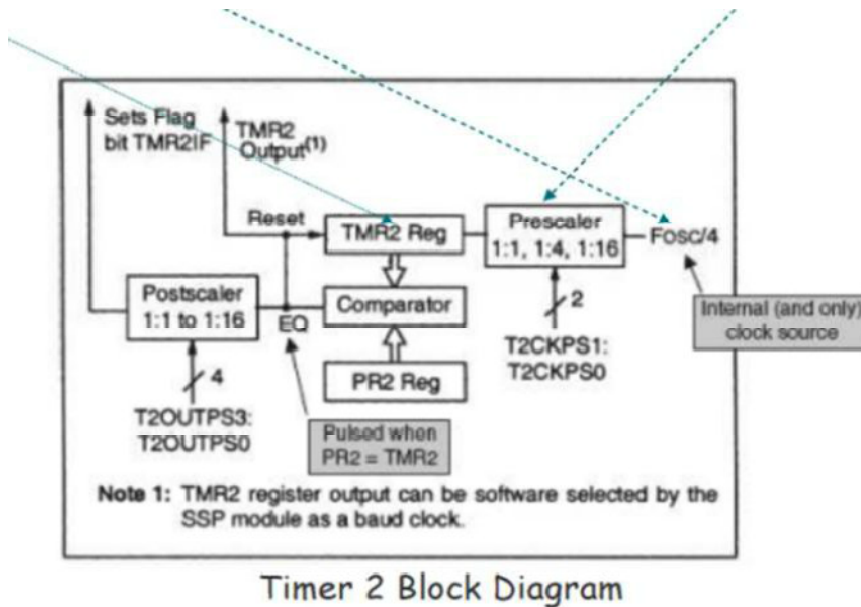 Sets Flag
bit TMR2IF
TMR2
Output(1)
Reset
TMR2 Reg
Prescaler
1:1, 1:4, 1:16
Fosc/4
Postscaler
1:1 to 1:16
EQ
Comparator
2
Internal (and only)
clock source
4
PR2 Reg
T2CKPS1:
T2CKPS0
T2OUTPS3:
T2OUTPS0
Pulsed when
PR2 = TMR2
Note 1: TMR2 register output can be software selected by the
SSP module as a baud clock.
Timer 2 Block Diagram